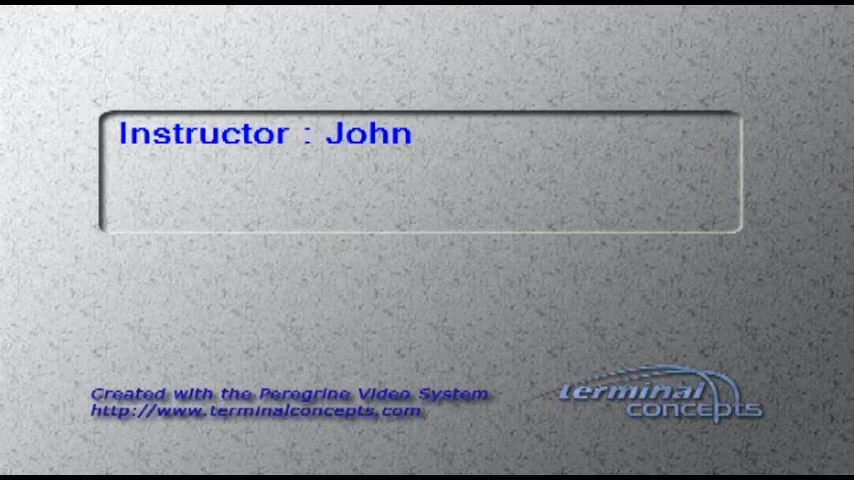 Instructor : John
Created with the Peregrine Video System
http://www.terminalconcepts.com
terminal
concepts